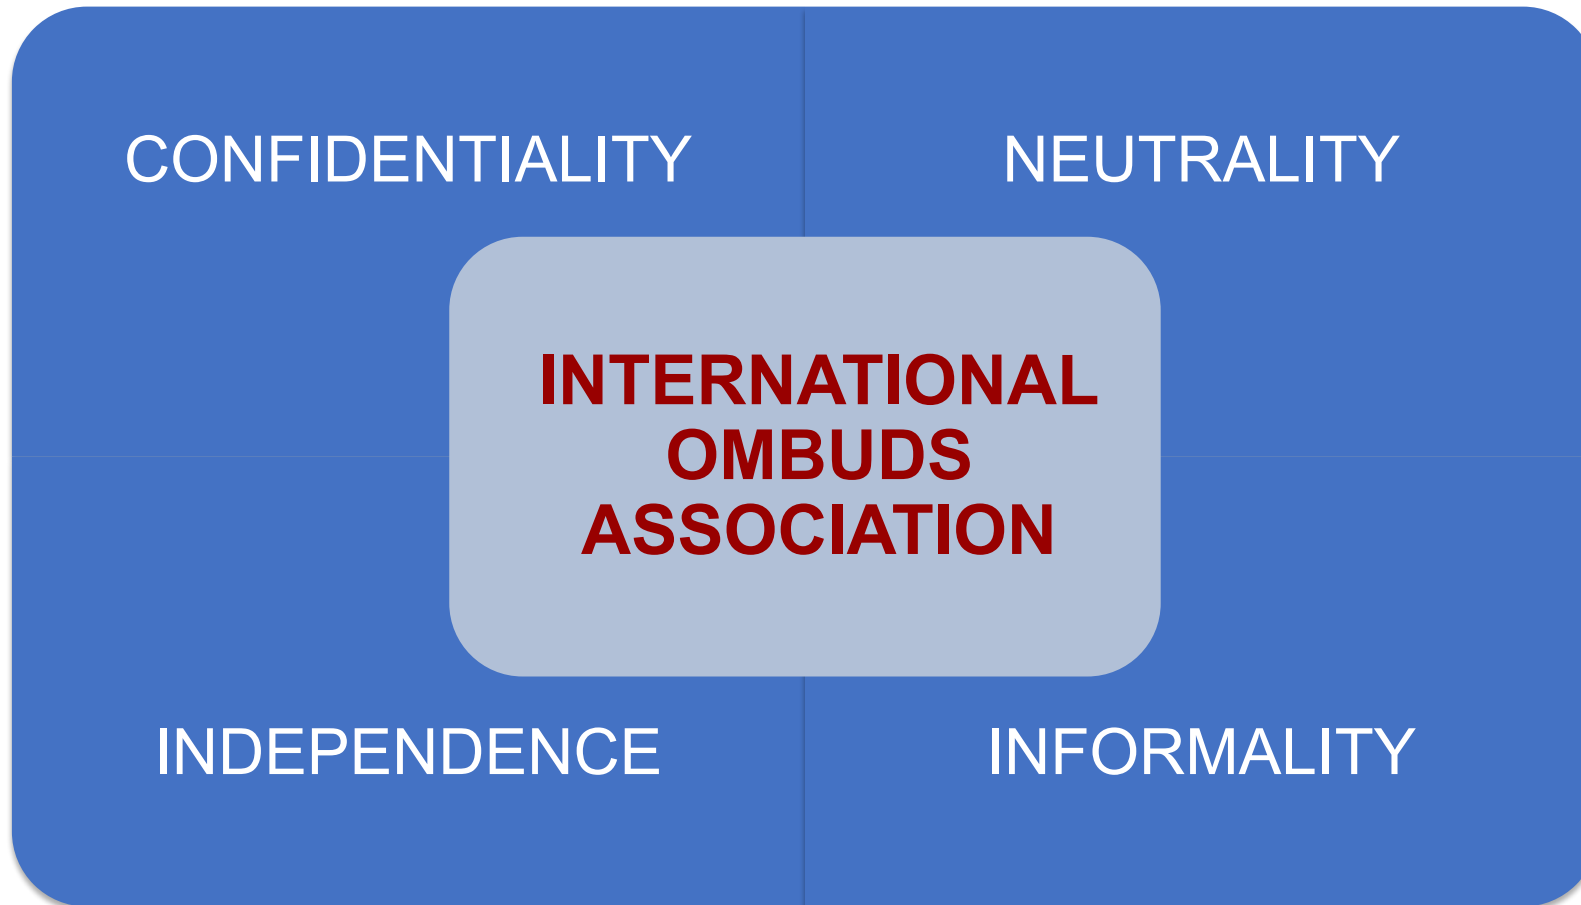 CONFIDENTIALITY
NEUTRALITY
INTERNATIONAL
OMBUDS
ASSOCIATION
INDEPENDENCE
INFORMALITY